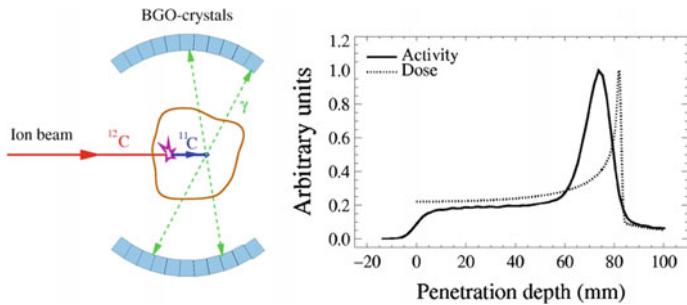 BGO-crystals
γ
Ion beam
¹²C
¹¹C
Activity
Dose
Arbitrary units
1.2
1.0
0.8
0.6
0.4
0.2
0.0
−20 0 20 40 60 80 100
Penetration depth (mm)